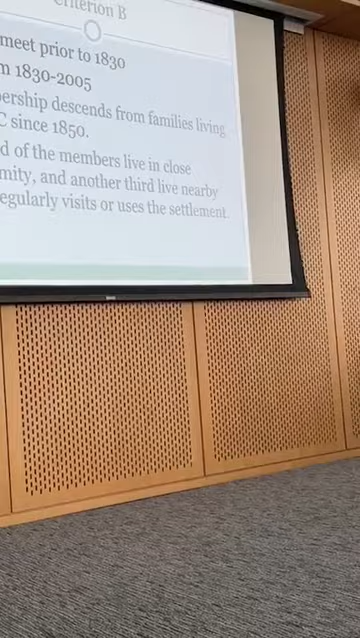 Criterion B
meet prior to 1830
m 1830-2005
ership descends from families living
C since 1850.
d of the members live in close
mity, and another third live nearby
egularly visits or uses the settlement.